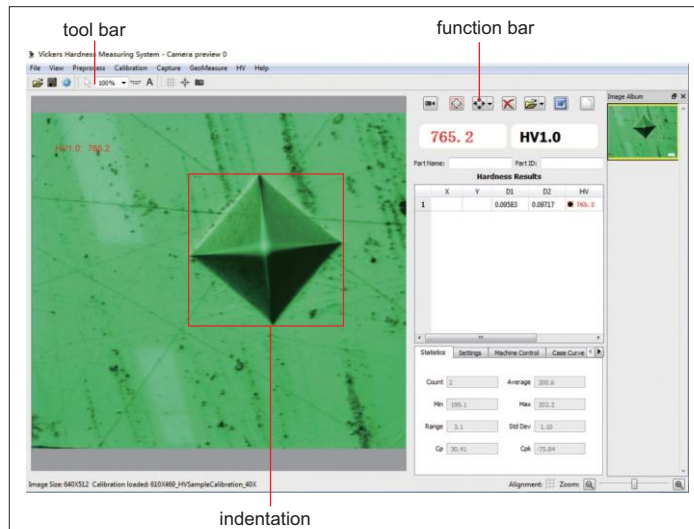 tool bar
function bar
Vickers Hardness Measuring System - Camera preview 0
File View Preprocess Calibration Capture GeoMeasure HV Help
100% A
Image Album
HV1.0, 765.2
765.2 HV1.0
Part Name: Part ID:
Hardness Results
X Y D1 D2 HV
1 0.09583 0.09717 765.2
Statistics Settings Machine Control Case Curve
Count 2 Average 200.6
Min 199.1 Max 202.2
Range 3.1 Std Dev 1.10
Cp 30.41 Cpk -75.84
Image Size: 640X512 Calibration loaded: 610X469_HVSampleCalibration_40X
Alignment: Zoom:
indentation